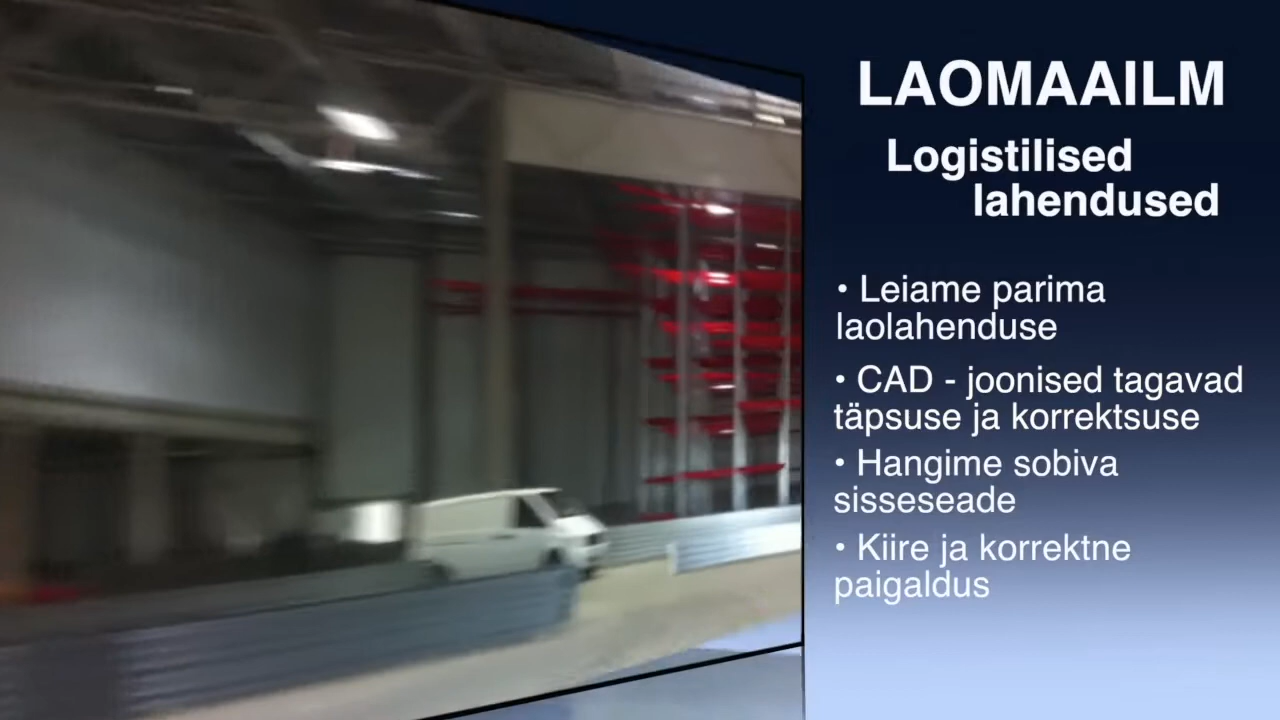 LAOMAAILM
Logistilised
lahendused
• Leiame parima
laolahenduse
• CAD - joonised tagavad
täpsuse ja korrektsuse
• Hangime sobiva
sisseseade
• Kiire ja korrektne
paigaldus